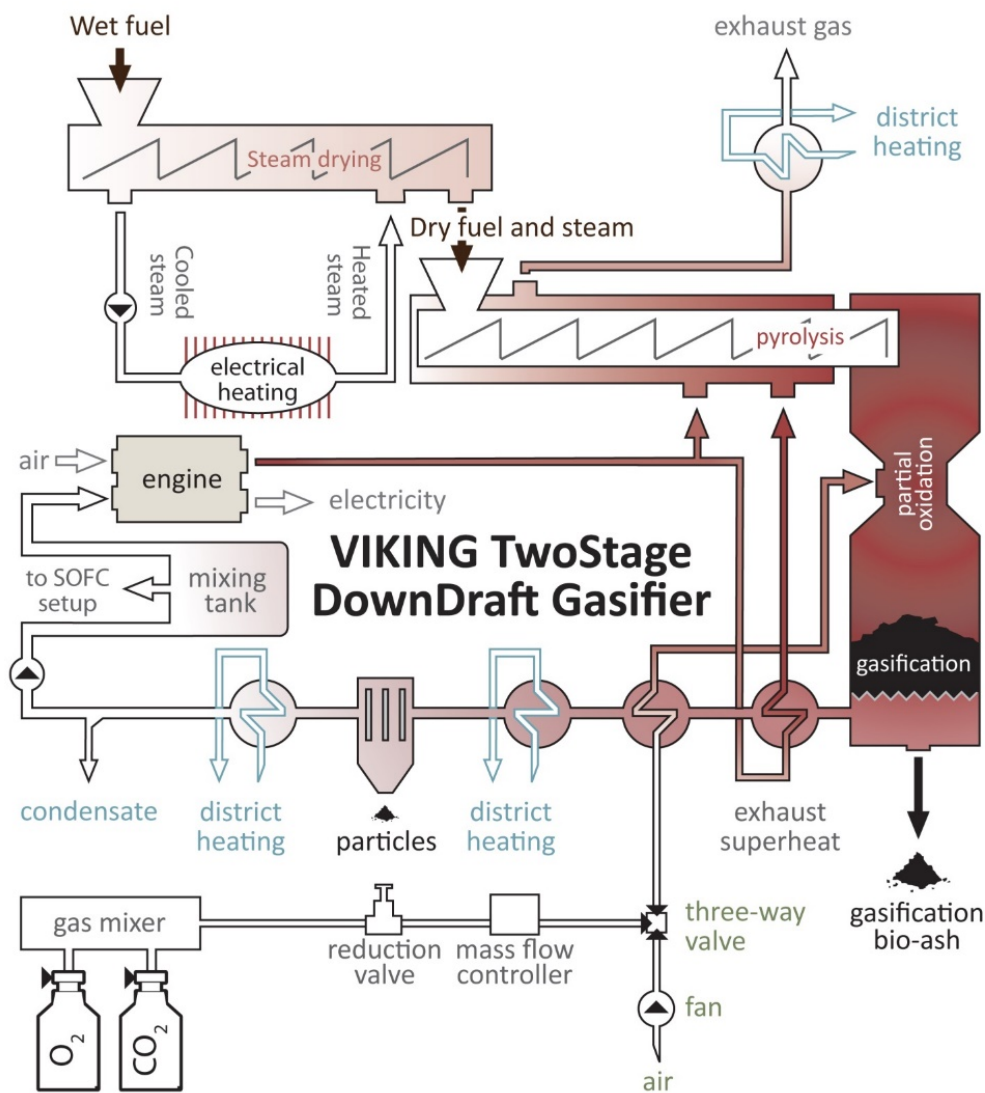 Wet fuel
exhaust gas
district
heating
Steam drying
Dry fuel and steam
Cooled
steam
Heated
steam
pyrolysis
electrical
heating
partial
oxidation
air
engine
electricity
VIKING TwoStage
DownDraft Gasifier
to SOFC
setup
mixing
tank
gasification
condensate
district
heating
particles
district
heating
exhaust
superheat
gasification
bio-ash
gas mixer
reduction
valve
mass flow
controller
three-way
valve
fan
air
O2
CO2